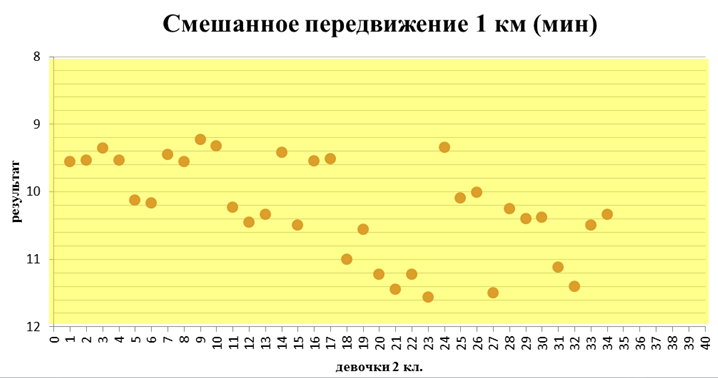 Смешанное передвижение 1 км (мин)
8
9
10
11
12
результат
0 1 2 3 4 5 6 7 8 9 10 11 12 13 14 15 16 17 18 19 20 21 22 23 24 25 26 27 28 29 30 31 32 33 34 35 36 37 38 39 40
девочки 2 кл.